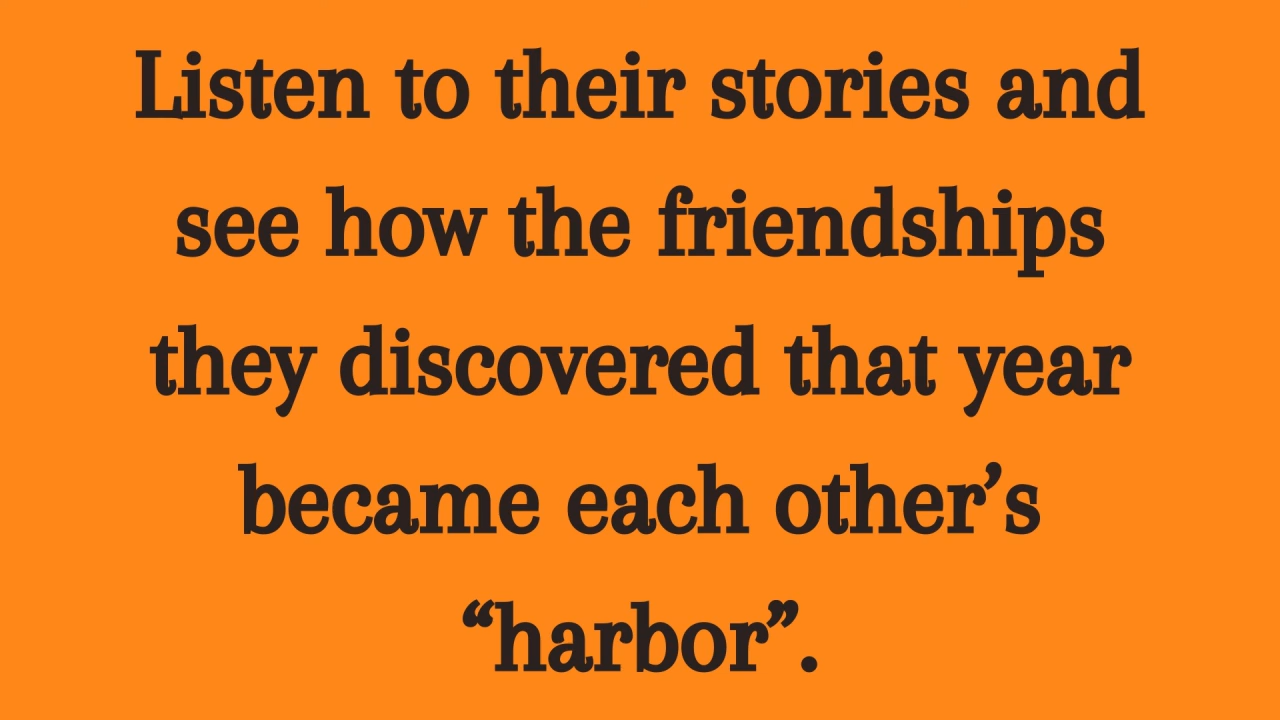 Listen to their stories and
see how the friendships
they discovered that year
became each other’s
“harbor”.